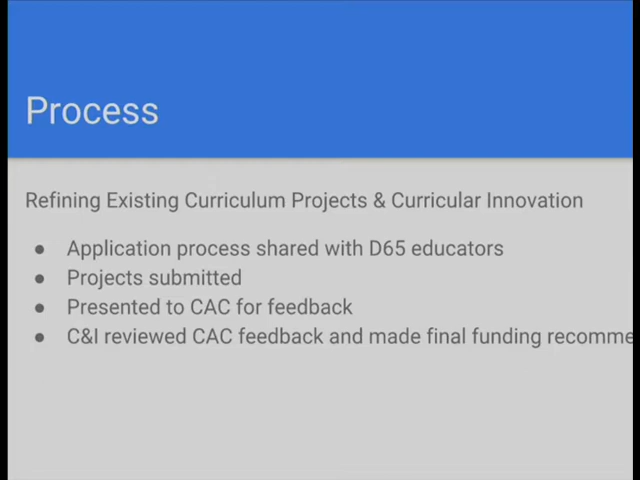 Process
Refining Existing Curriculum Projects & Curricular Innovation
● Application process shared with D65 educators
● Projects submitted
● Presented to CAC for feedback
● C&I reviewed CAC feedback and made final funding recomme